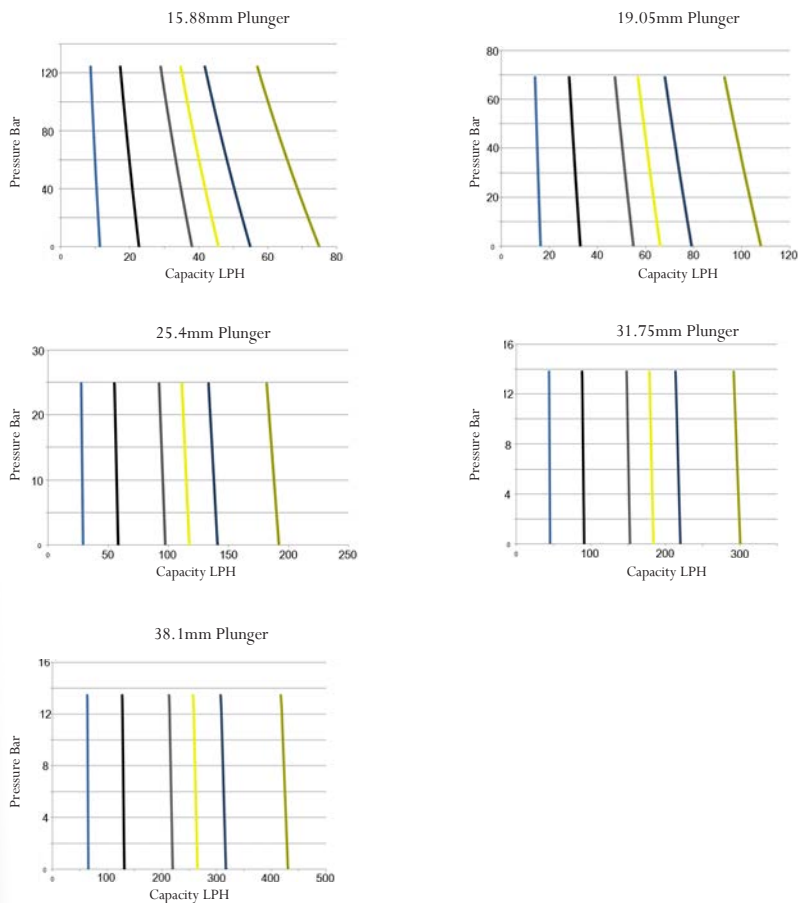 15.88mm Plunger
120
80
40
0
0 20 40 60 80
Pressure Bar
Capacity LPH
19.05mm Plunger
80
60
40
20
0
0 20 40 60 80 100 120
Pressure Bar
Capacity LPH
25.4mm Plunger
30
20
10
0
0 50 100 150 200 250
Pressure Bar
Capacity LPH
31.75mm Plunger
16
12
8
4
0
0 100 200 300
Pressure Bar
Capacity LPH
38.1mm Plunger
16
12
8
4
0
0 100 200 300 400 500
Pressure Bar
Capacity LPH